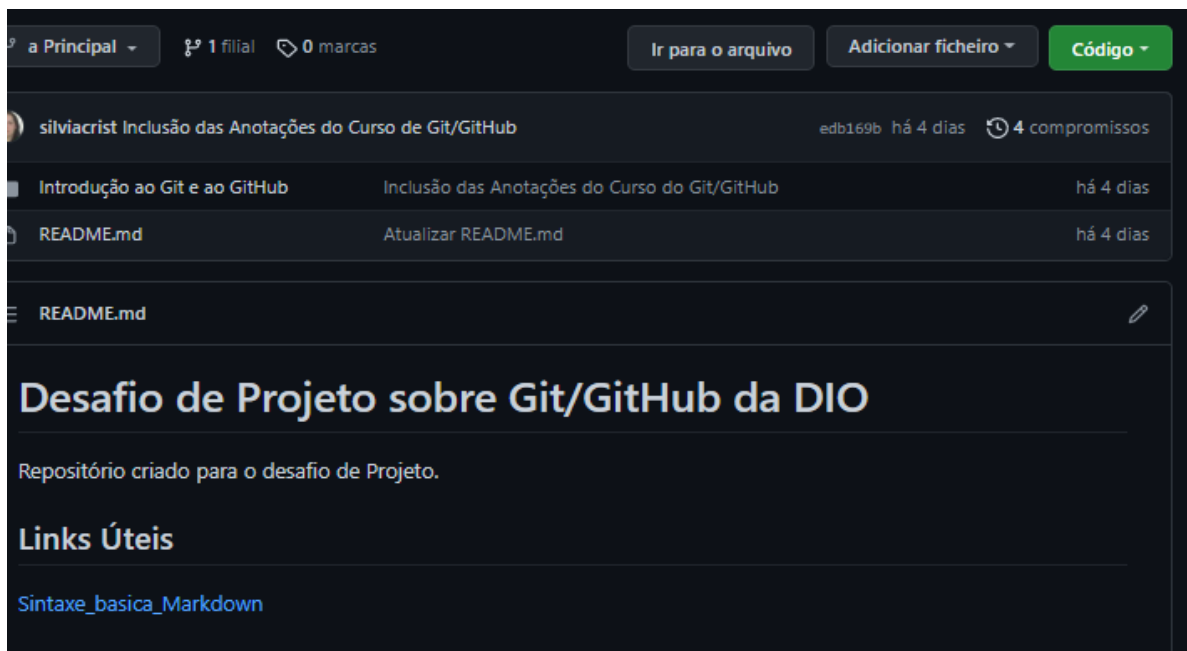 a Principal
1 filial
0 marcas
Ir para o arquivo
Adicionar ficheiro
Código
silviacrist Inclusão das Anotações do Curso de Git/GitHub
edb169b há 4 dias
4 compromissos
Introdução ao Git e ao GitHub
Inclusão das Anotações do Curso do Git/GitHub
há 4 dias
README.md
Atualizar README.md
há 4 dias
README.md
Desafio de Projeto sobre Git/GitHub da DIO
Repositório criado para o desafio de Projeto.
Links Úteis
Sintaxe_basica_Markdown